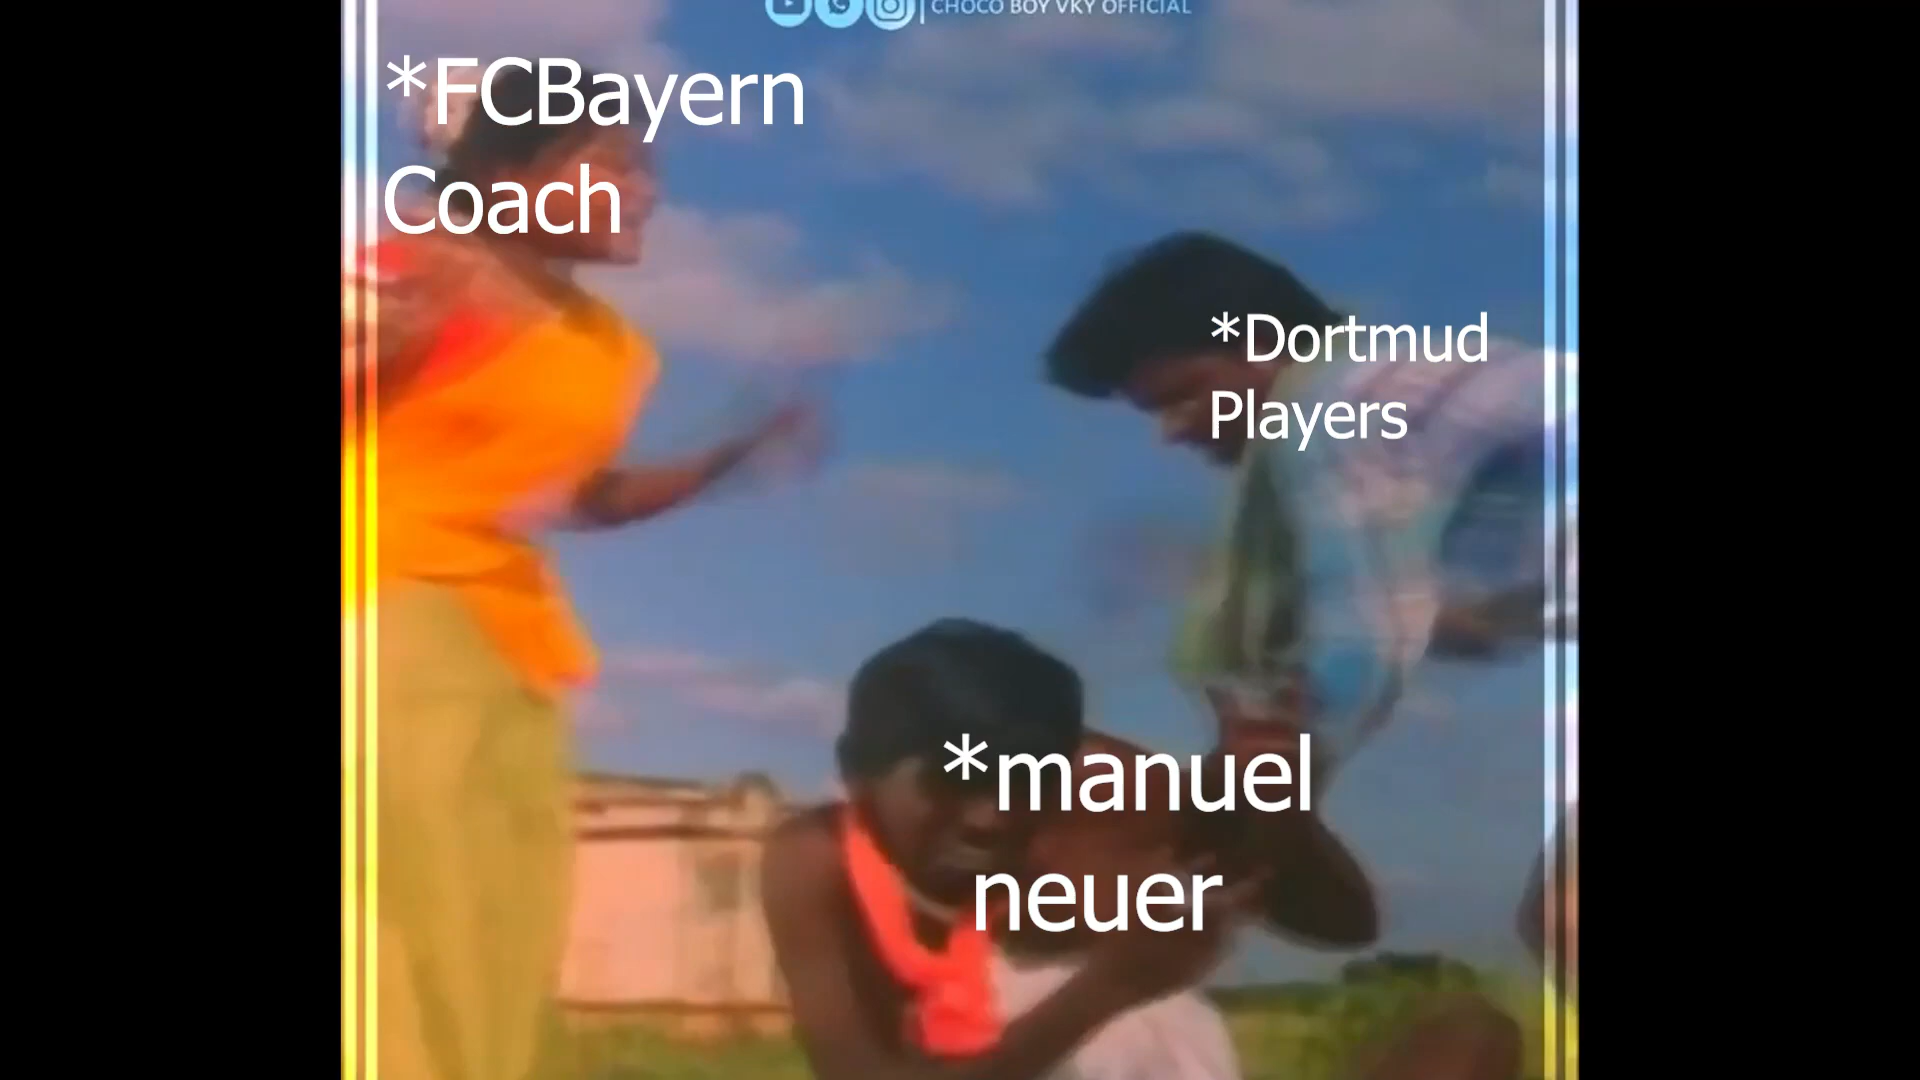 CHOCO BOY VKY OFFICIAL
*FCBayern
Coach
*Dortmud
Players
*manuel
neuer